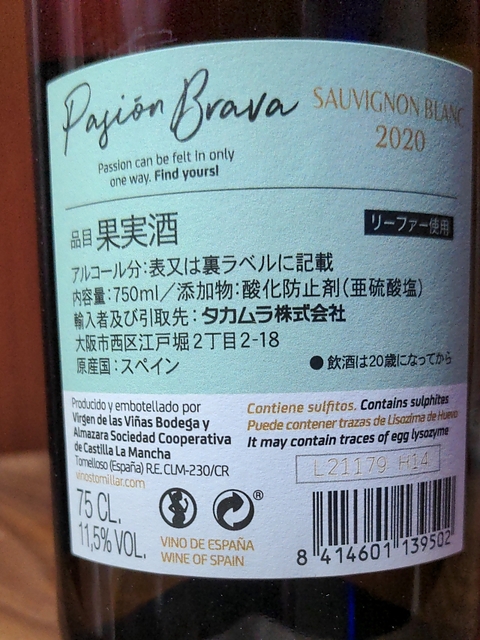 Pasión Brava
SAUVIGNON BLANC
2020
Passion can be felt in only
one way. Find yours!
品目 果実酒
リーファー使用
アルコール分:表又は裏ラベルに記載
内容量:750ml/添加物:酸化防止剤(亜硫酸塩)
輸入者及び引取先:タカムラ株式会社
大阪市西区江戸堀2丁目2-18
原産国:スペイン
●飲酒は20歳になってから
Producido y embotellado por
Virgen de las Viñas Bodega y
Almazara Sociedad Cooperativa
de Castilla La Mancha
Tomelloso (España) R.E. CLM-230/CR
vinostomillar.com
75 CL.
11,5% VOL.
VINO DE ESPAÑA
WINE OF SPAIN
Contiene sulfitos. Contains sulphites
Puede contener trazas de Lisozima de Huevo
It may contain traces of egg lysozyme
L21179 H14
8 414601 139502